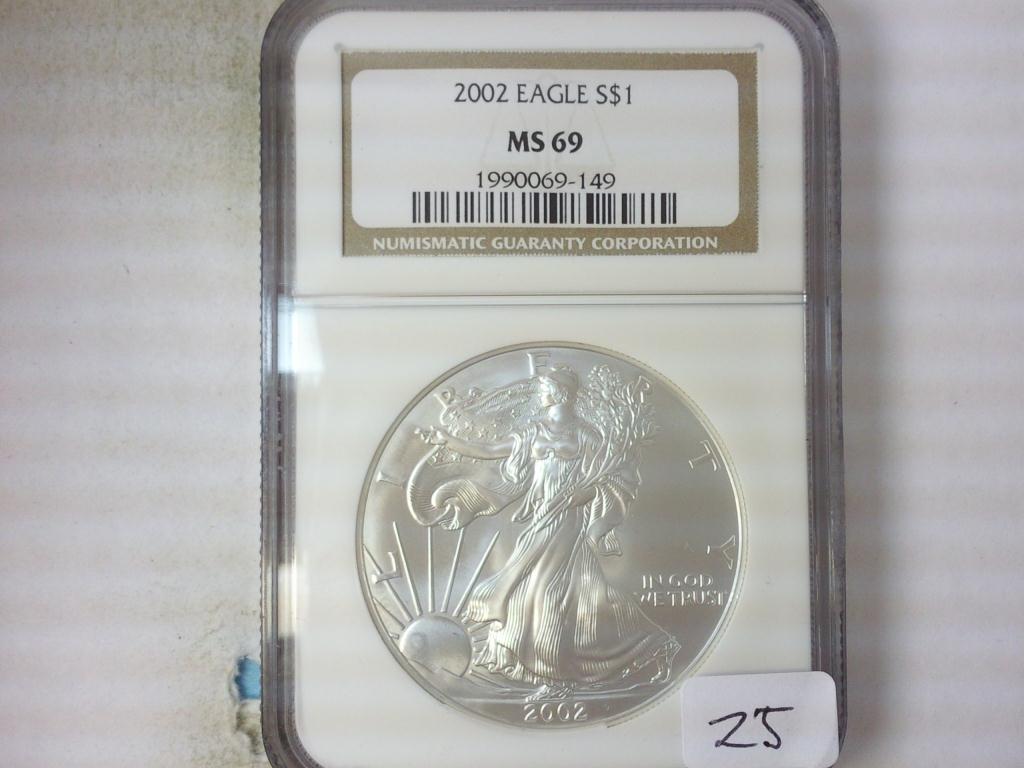 2002 EAGLE S$1
MS 69
1990069-149
NUMISMATIC GUARANTY CORPORATION
LIBERTY
IN GOD
WE TRUST
2002
25